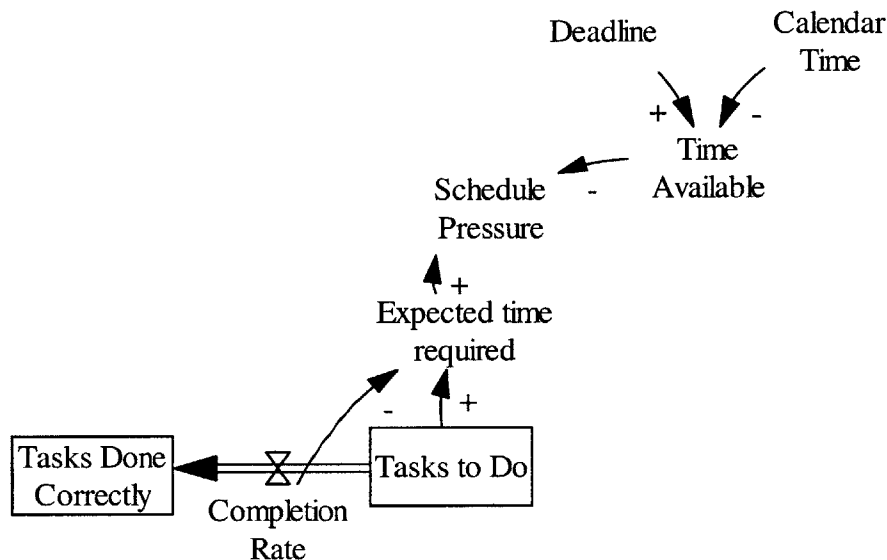 Deadline
Calendar
Time
+
-
Time
Available
-
Schedule
Pressure
+
Expected time
required
-
+
Tasks Done
Correctly
Tasks to Do
Completion
Rate